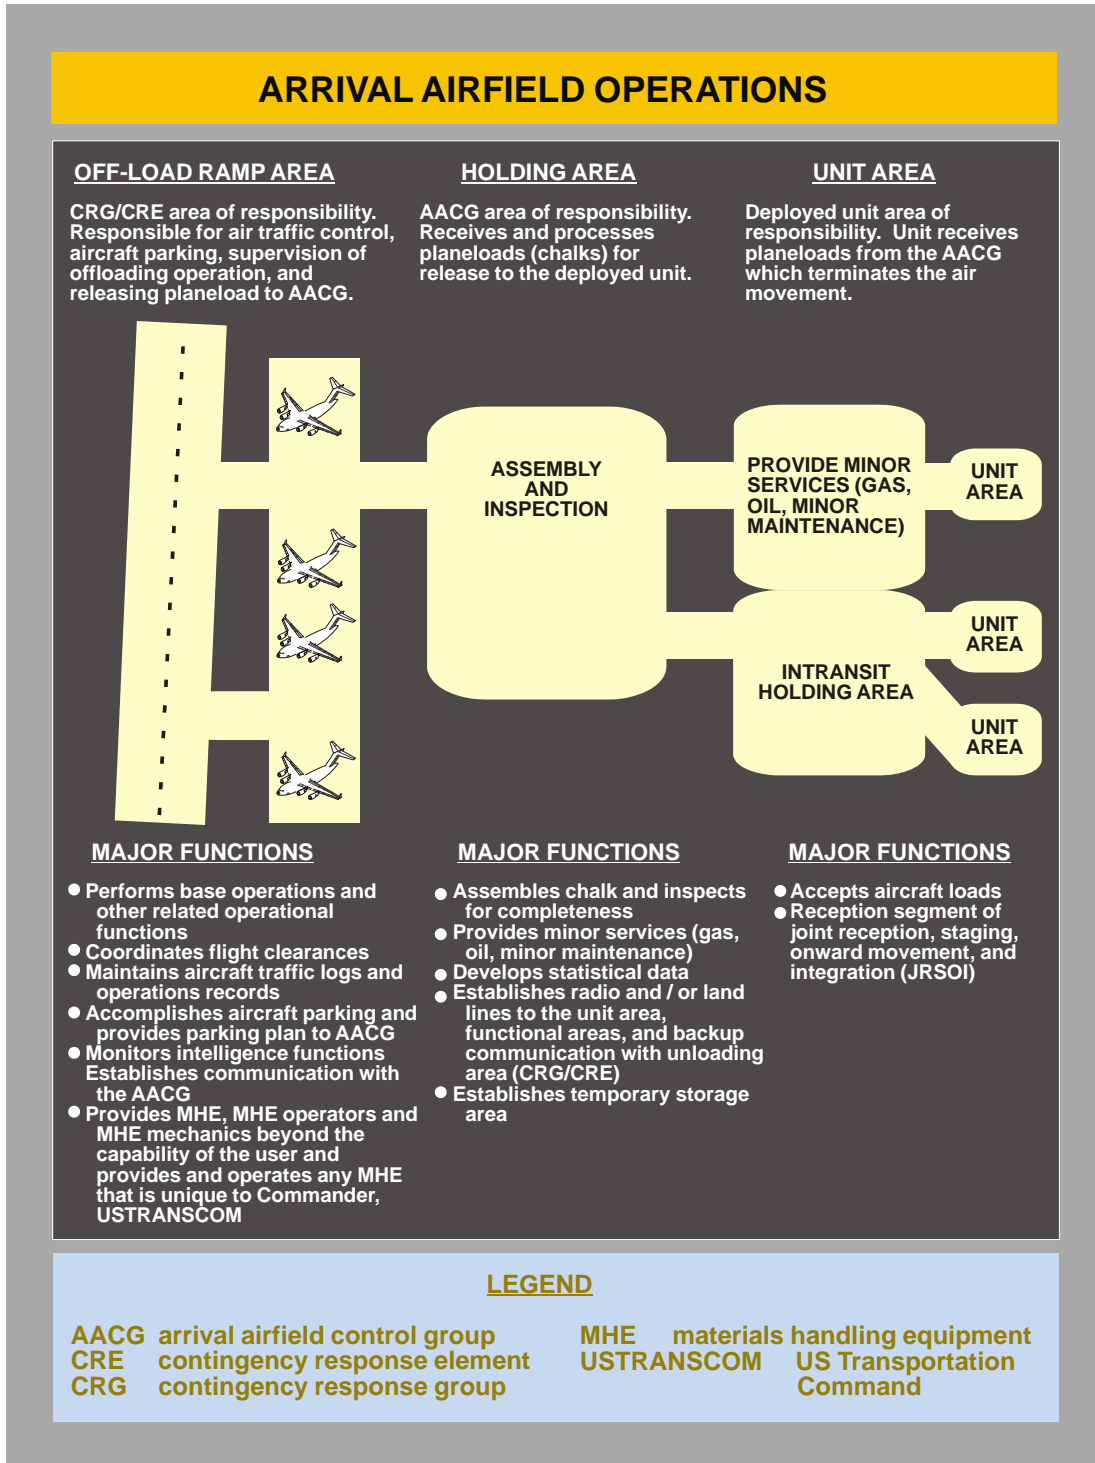 ARRIVAL AIRFIELD OPERATIONS
OFF-LOAD RAMP AREA
CRG/CRE area of responsibility.
Responsible for air traffic control,
aircraft parking, supervision of
offloading operation, and
releasing planeload to AACG.
HOLDING AREA
AACG area of responsibility.
Receives and processes
planeloads (chalks) for
release to the deployed unit.
UNIT AREA
Deployed unit area of
responsibility. Unit receives
planeloads from the AACG
which terminates the air
movement.
ASSEMBLY
AND
INSPECTION
PROVIDE MINOR
SERVICES (GAS,
OIL, MINOR
MAINTENANCE)
UNIT
AREA
INTRANSIT
HOLDING AREA
UNIT
AREA
UNIT
AREA
MAJOR FUNCTIONS
● Performs base operations and
other related operational
functions
● Coordinates flight clearances
● Maintains aircraft traffic logs and
operations records
● Accomplishes aircraft parking and
provides parking plan to AACG
● Monitors intelligence functions
Establishes communication with
the AACG
● Provides MHE, MHE operators and
MHE mechanics beyond the
capability of the user and
provides and operates any MHE
that is unique to Commander,
USTRANSCOM
MAJOR FUNCTIONS
● Assembles chalk and inspects
for completeness
● Provides minor services (gas,
oil, minor maintenance)
● Develops statistical data
● Establishes radio and / or land
lines to the unit area,
functional areas, and backup
communication with unloading
area (CRG/CRE)
● Establishes temporary storage
area
MAJOR FUNCTIONS
● Accepts aircraft loads
● Reception segment of
joint reception, staging,
onward movement, and
integration (JRSOI)
LEGEND
AACG arrival airfield control group
CRE contingency response element
CRG contingency response group
MHE materials handling equipment
USTRANSCOM US Transportation
Command